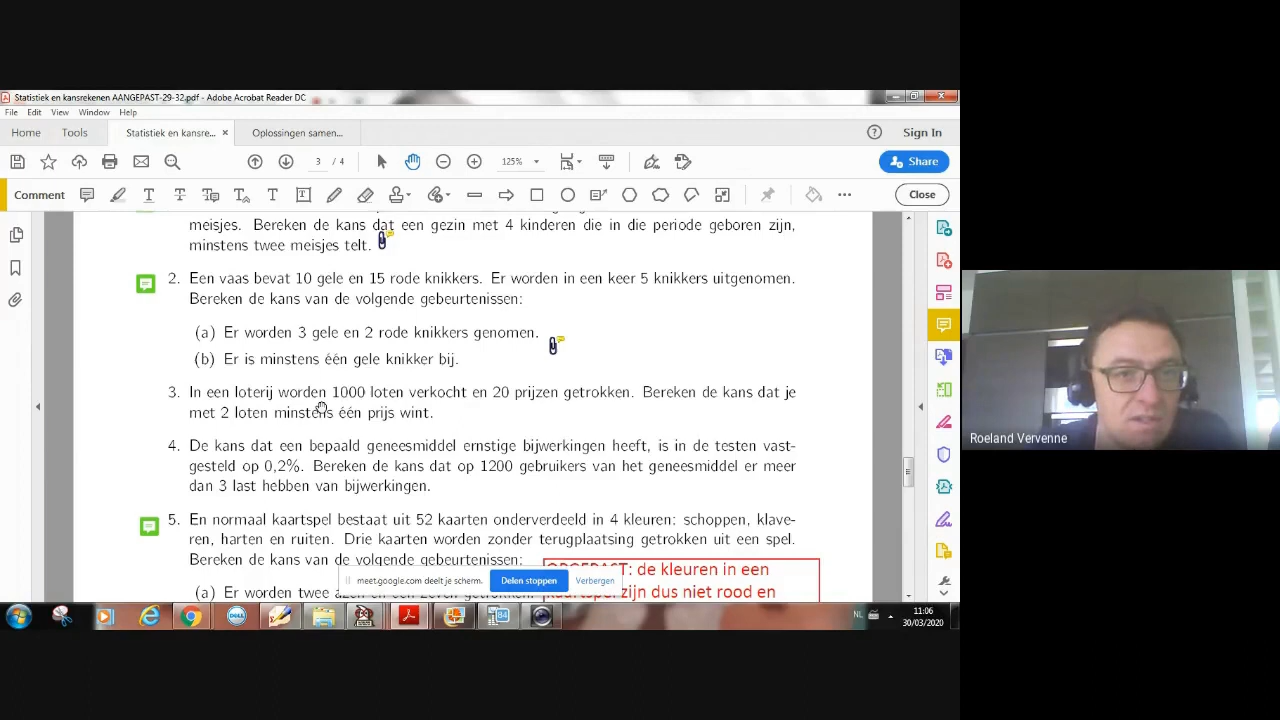 Statistiek en kansrekenen AANGEPAST-29-32.pdf - Adobe Acrobat Reader DC
File Edit View Window Help
Home Tools Statistiek en kansre... × Oplossingen samen... Sign In
3 / 4 125% Share
Comment Close
meisjes. Bereken de kans dat een gezin met 4 kinderen die in die periode geboren zijn,
minstens twee meisjes telt.
2. Een vaas bevat 10 gele en 15 rode knikkers. Er worden in een keer 5 knikkers uitgenomen.
Bereken de kans van de volgende gebeurtenissen:
(a) Er worden 3 gele en 2 rode knikkers genomen.
(b) Er is minstens één gele knikker bij.
3. In een loterij worden 1000 loten verkocht en 20 prijzen getrokken. Bereken de kans dat je
met 2 loten minstens één prijs wint.
Roeland Vervenne
4. De kans dat een bepaald geneesmiddel ernstige bijwerkingen heeft, is in de testen vast-
gesteld op 0,2%. Bereken de kans dat op 1200 gebruikers van het geneesmiddel er meer
dan 3 last hebben van bijwerkingen.
5. En normaal kaartspel bestaat uit 52 kaarten onderverdeeld in 4 kleuren: schoppen, klave-
ren, harten en ruiten. Drie kaarten worden zonder terugplaatsing getrokken uit een spel.
Bereken de kans van de volgende gebeurtenissen:
: de kleuren in een
meet.google.com deelt je scherm. Delen stoppen Verbergen
(a) Er worden twee azen en een zeven getrokken.
zijn dus niet rood en
NL 11:06
30/03/2020